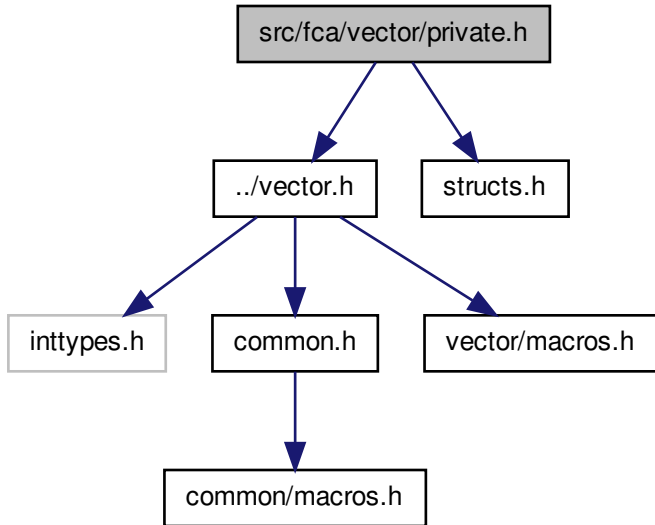 src/fca/vector/private.h
../vector.h
structs.h
inttypes.h
common.h
vector/macros.h
common/macros.h